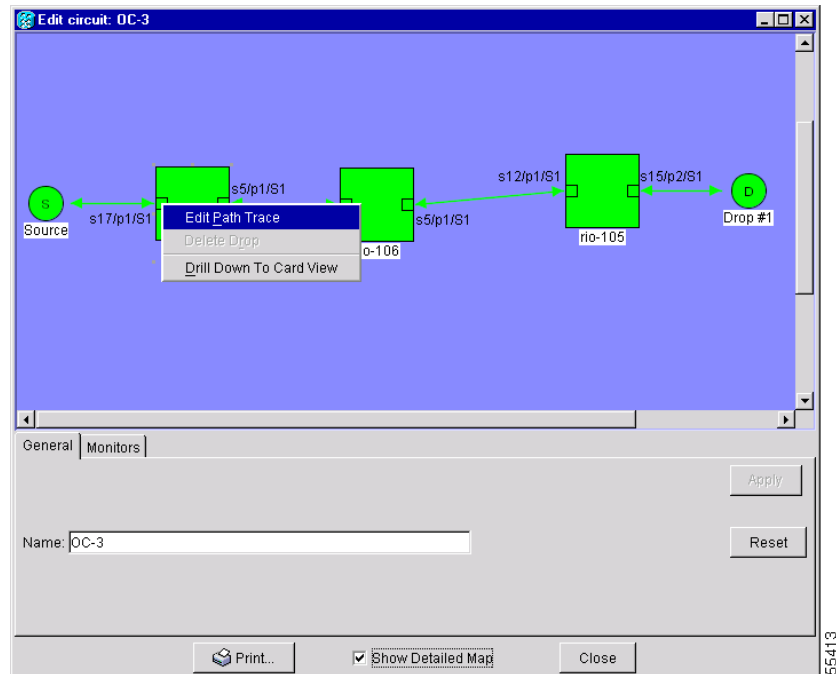 Edit circuit: OC-3
S
Source
s17/p1/S1
s5/p1/S1
o-106
s5/p1/S1
s12/p1/S1
rio-105
s15/p2/S1
D
Drop #1
Edit Path Trace
Delete Drop
Drill Down To Card View
General
Monitors
Apply
Name: OC-3
Reset
Print...
Show Detailed Map
Close
55413